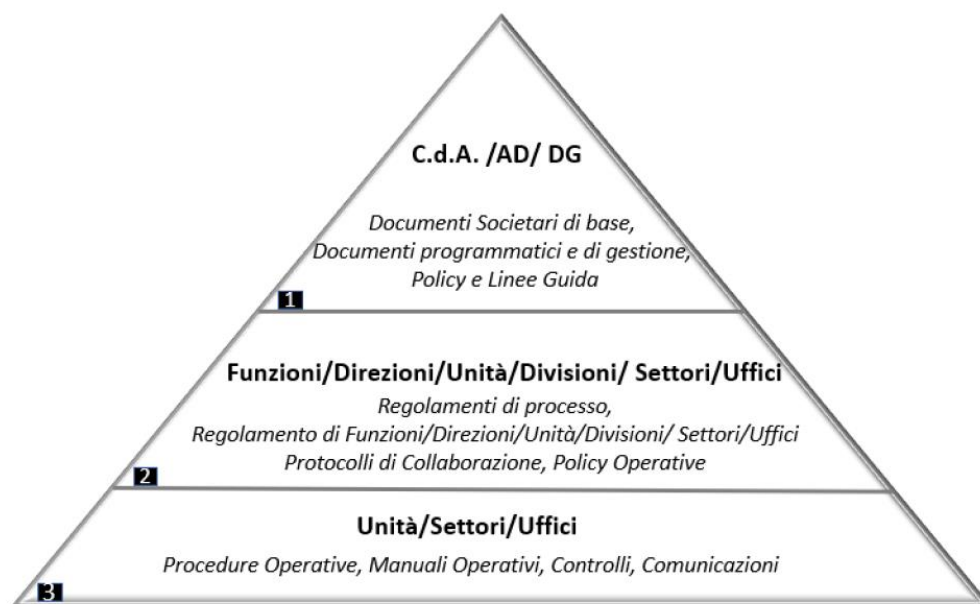 C.d.A. /AD/ DG
Documenti Societari di base,
Documenti programmatici e di gestione,
Policy e Linee Guida
1
Funzioni/Direzioni/Unità/Divisioni/ Settori/Uffici
Regolamenti di processo,
Regolamento di Funzioni/Direzioni/Unità/Divisioni/ Settori/Uffici
Protocolli di Collaborazione, Policy Operative
2
Unità/Settori/Uffici
Procedure Operative, Manuali Operativi, Controlli, Comunicazioni
3